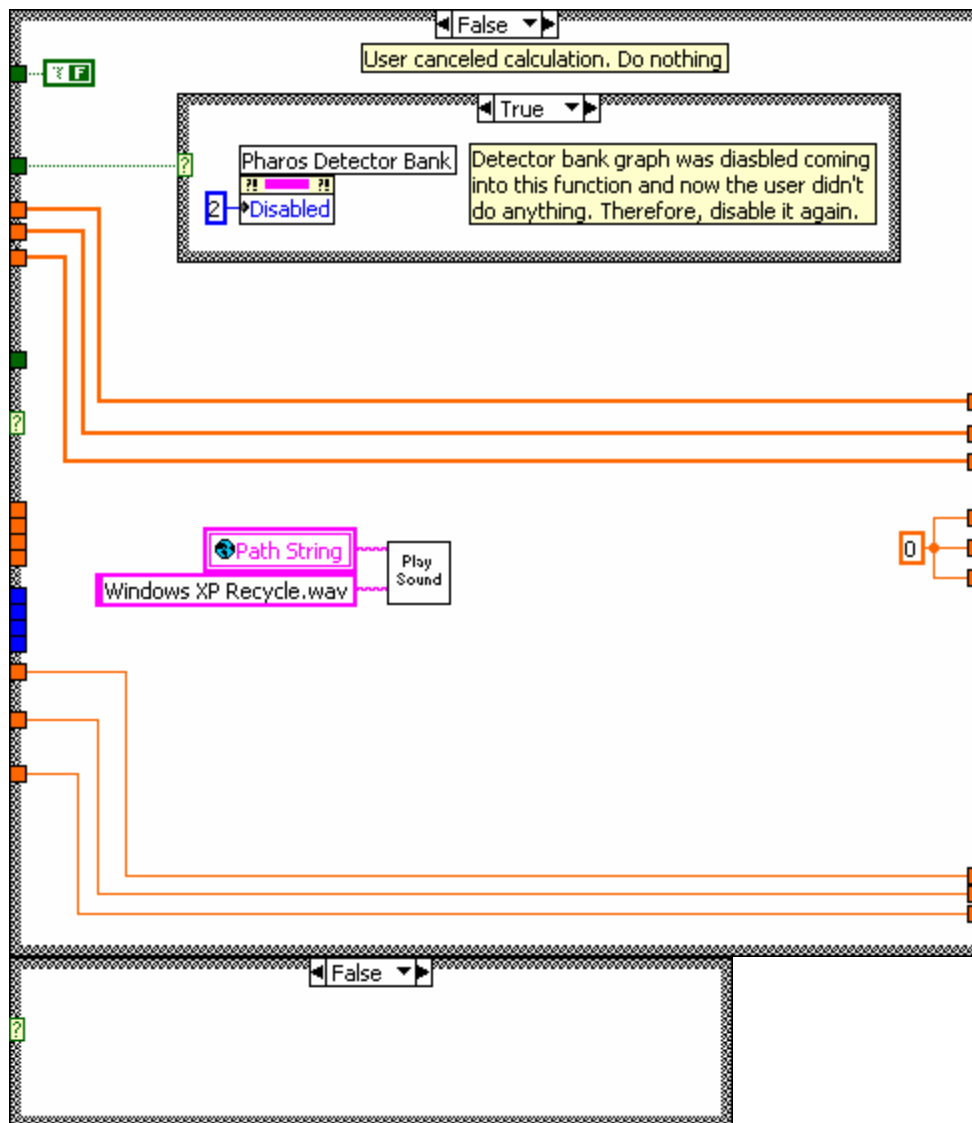 False
User canceled calculation. Do nothing
F
True
?
Pharos Detector Bank
?! ?!
2
Disabled
Detector bank graph was diasbled coming
into this function and now the user didn't
do anything. Therefore, disable it again.
?
Path String
Windows XP Recycle.wav
Play
Sound
0
False
?